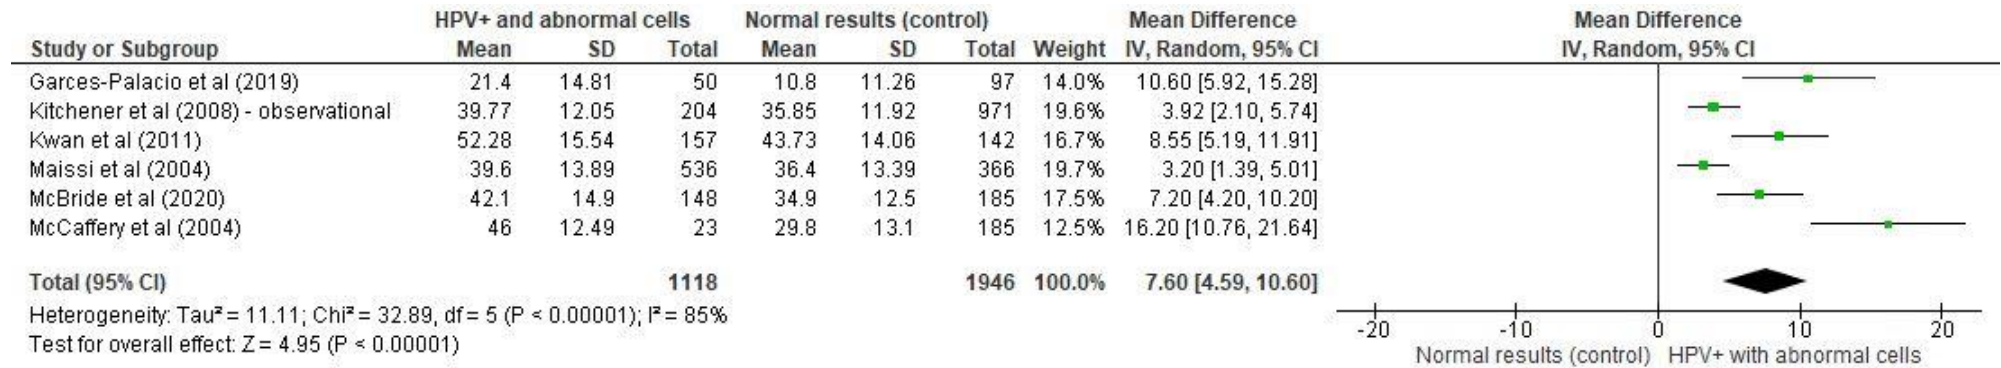 HPV+ and abnormal cells Normal results (control) Mean Difference Mean Difference
Study or Subgroup Mean SD Total Mean SD Total Weight IV, Random, 95% CI IV, Random, 95% CI
Garces-Palacio et al (2019) 21.4 14.81 50 10.8 11.26 97 14.0% 10.60 [5.92, 15.28]
Kitchener et al (2008) - observational 39.77 12.05 204 35.85 11.92 971 19.6% 3.92 [2.10, 5.74]
Kwan et al (2011) 52.28 15.54 157 43.73 14.06 142 16.7% 8.55 [5.19, 11.91]
Maissi et al (2004) 39.6 13.89 536 36.4 13.39 366 19.7% 3.20 [1.39, 5.01]
McBride et al (2020) 42.1 14.9 148 34.9 12.5 185 17.5% 7.20 [4.20, 10.20]
McCaffery et al (2004) 46 12.49 23 29.8 13.1 185 12.5% 16.20 [10.76, 21.64]
Total (95% CI) 1118 1946 100.0% 7.60 [4.59, 10.60]
Heterogeneity: Tau² = 11.11; Chi² = 32.89, df = 5 (P < 0.00001); I² = 85%
Test for overall effect: Z = 4.95 (P < 0.00001)
-20 -10 0 10 20
Normal results (control) HPV+ with abnormal cells